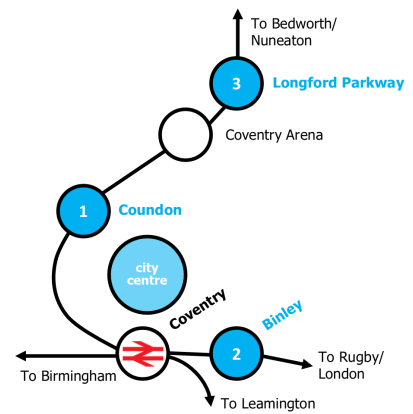 To Bedworth/
Nuneaton
3
Longford Parkway
Coventry Arena
1
Coundon
city
centre
Coventry
Binley
2
To Rugby/
London
To Birmingham
To Leamington